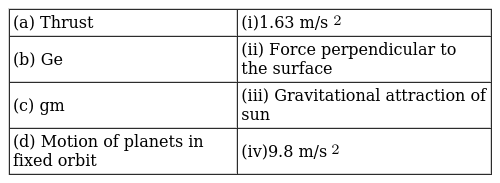 (a) Thrust
(i)1.63 m/s 2
(b) Ge
(ii) Force perpendicular to
the surface
(c) gm
(iii) Gravitational attraction of
sun
(d) Motion of planets in
fixed orbit
(iv)9.8 m/s 2